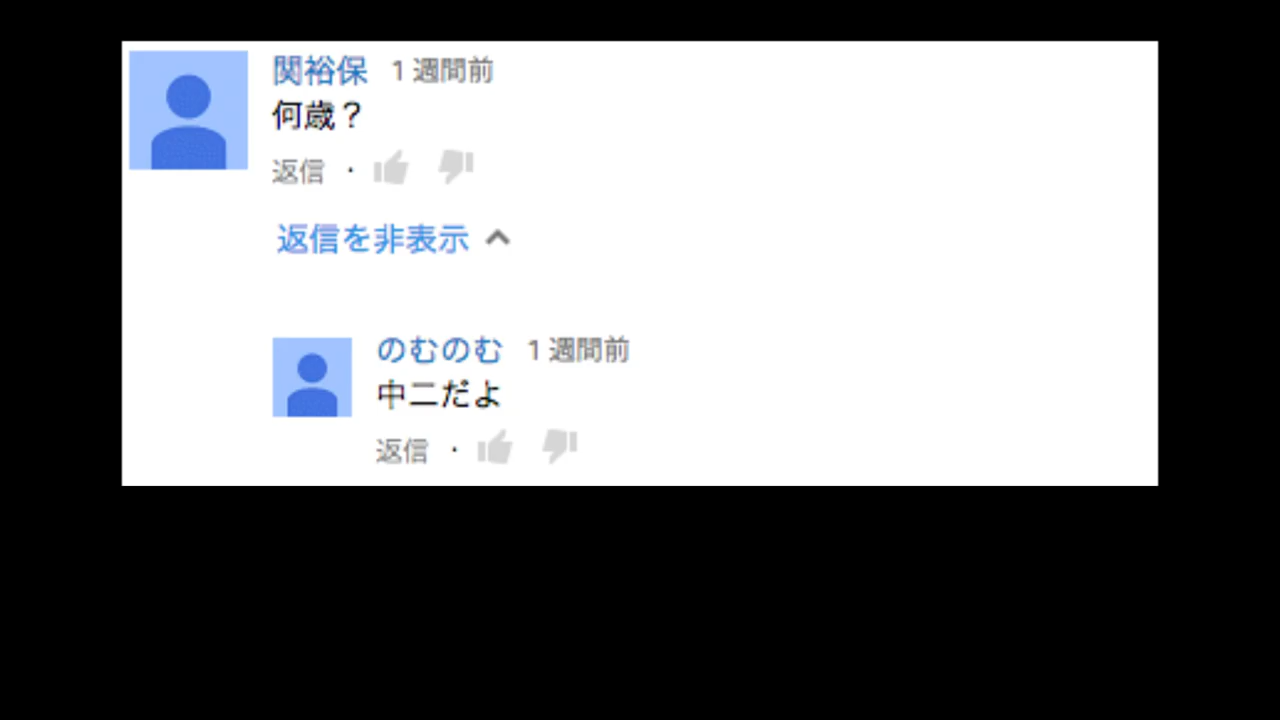 関裕保 1 週間前
何歳？
返信 ・
返信を非表示
のむのむ 1 週間前
中二だよ
返信 ・